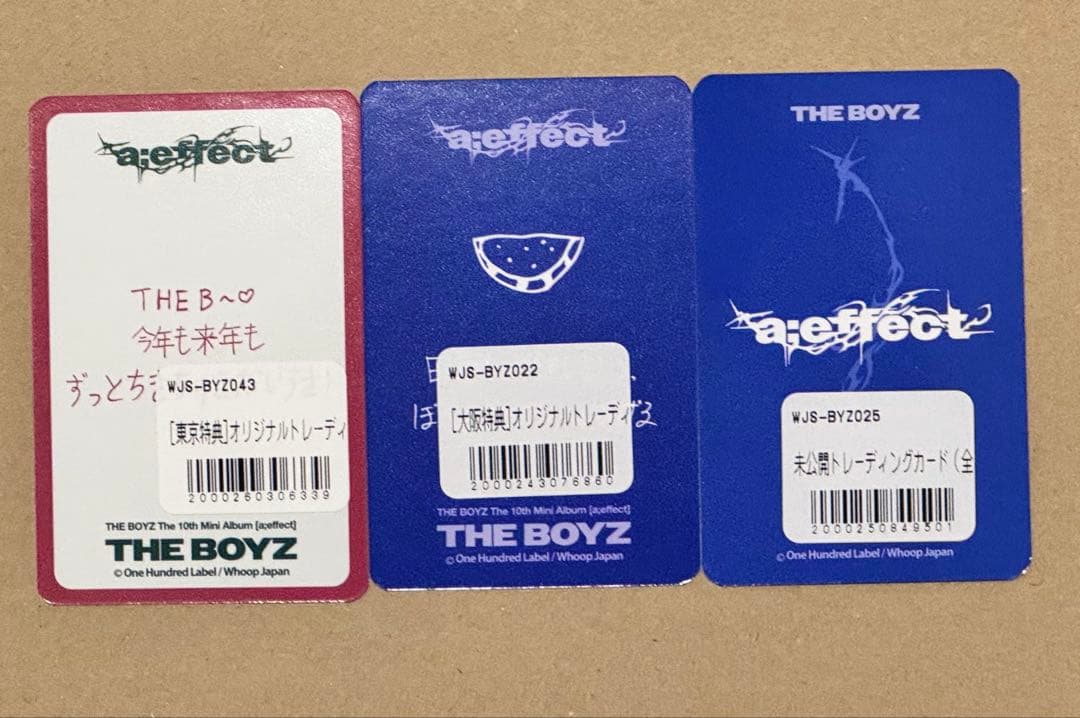 a;effect
THE B～♡
今年も来年も
ずっとち
WJS-BYZ043
[東京特典]オリジナルトレーディ
2000260306339
THE BOYZ The 10th Mini Album [a;effect]
THE BOYZ
© One Hundred Label / Whoop Japan
a;effect
WJS-BYZ022
[大阪特典]オリジナルトレーディ
2000243076860
THE BOYZ The 10th Mini Album [a;effect]
THE BOYZ
© One Hundred Label / Whoop Japan
THE BOYZ
a;effect
WJS-BYZ025
未公開トレーディングカード(全
2000250849501
© One Hundred Label / Whoop Japan